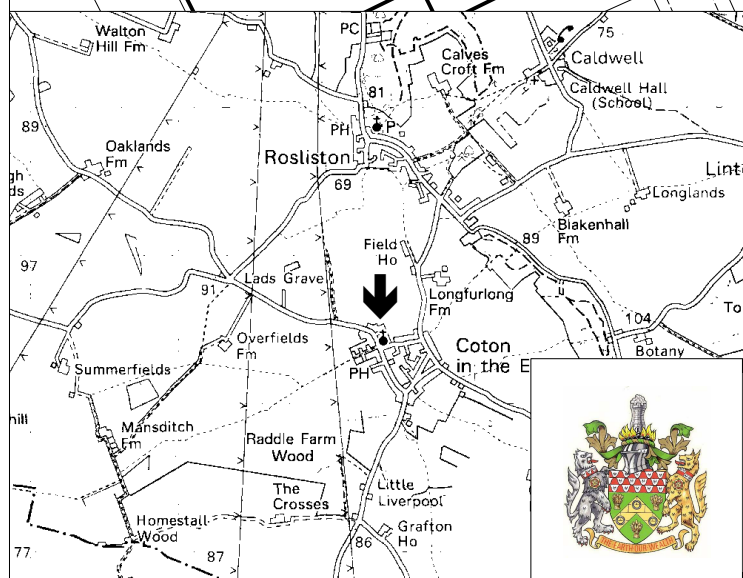 Walton
Hill Fm
PC
Calves
Croft Fm
75
Caldwell
Caldwell Hall
(School)
81
PH
P
89
Oaklands
Fm
Rosliston
69
Longlands
Blakenhall
Fm
89
Field
Ho
97
Lads Grave
91
Longfurlong
Fm
104
To
Overfields
Fm
Coton
in the E
Botany
Summerfields
PH
hill
Mansditch
Fm
Raddle Farm
Wood
The
Crosses
Little
Liverpool
Homestall
Wood
Grafton
Ho
77
87
86